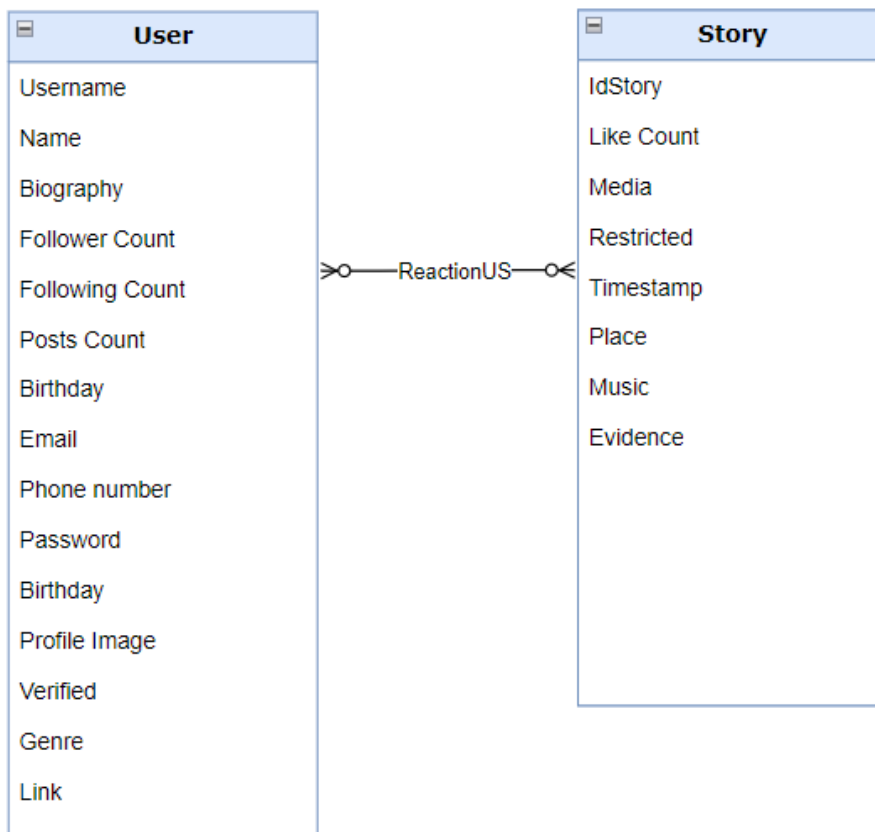 User
Username
Name
Biography
Follower Count
Following Count
Posts Count
Birthday
Email
Phone number
Password
Birthday
Profile Image
Verified
Genre
Link
ReactionUS
Story
IdStory
Like Count
Media
Restricted
Timestamp
Place
Music
Evidence